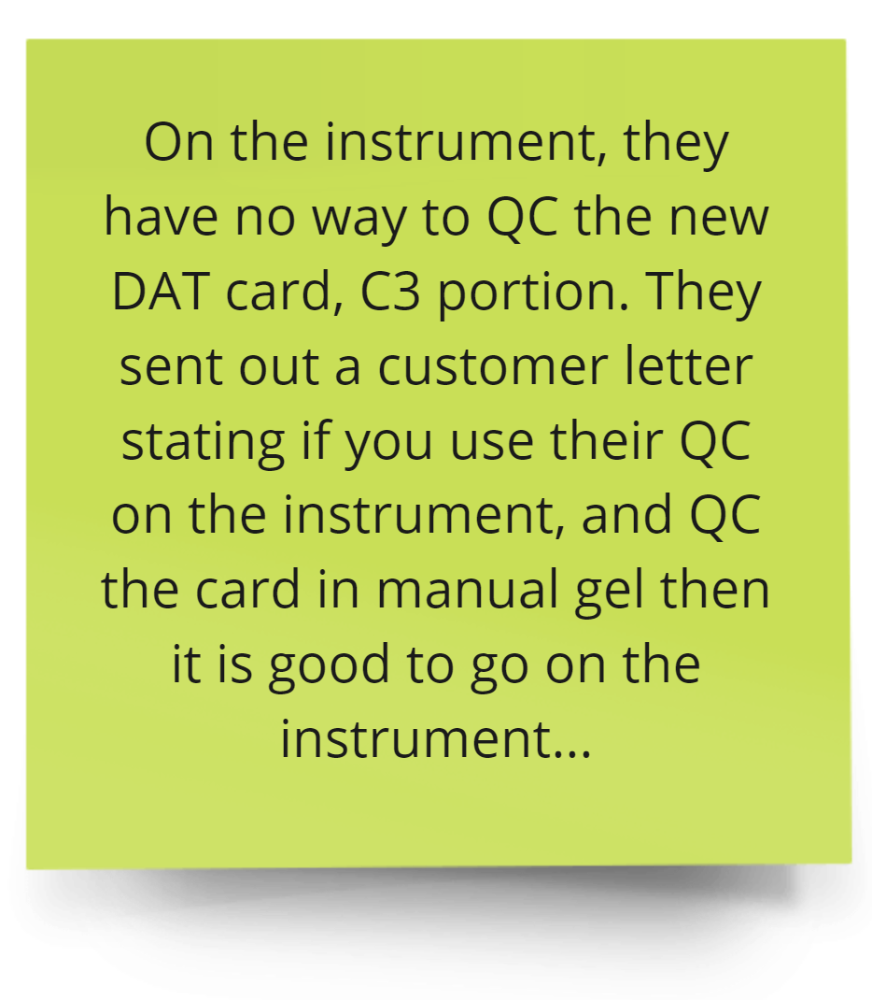 On the instrument, they
have no way to QC the new
DAT card, C3 portion. They
sent out a customer letter
stating if you use their QC
on the instrument, and QC
the card in manual gel then
it is good to go on the
instrument...